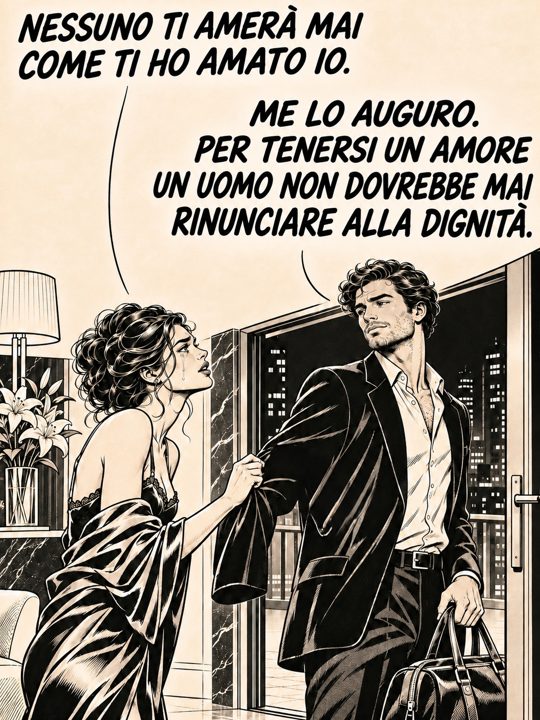 NESSUNO TI AMERÀ MAI
COME TI HO AMATO IO.
ME LO AUGURO.
PER TENERSI UN AMORE
UN UOMO NON DOVREBBE MAI
RINUNCIARE ALLA DIGNITÀ.